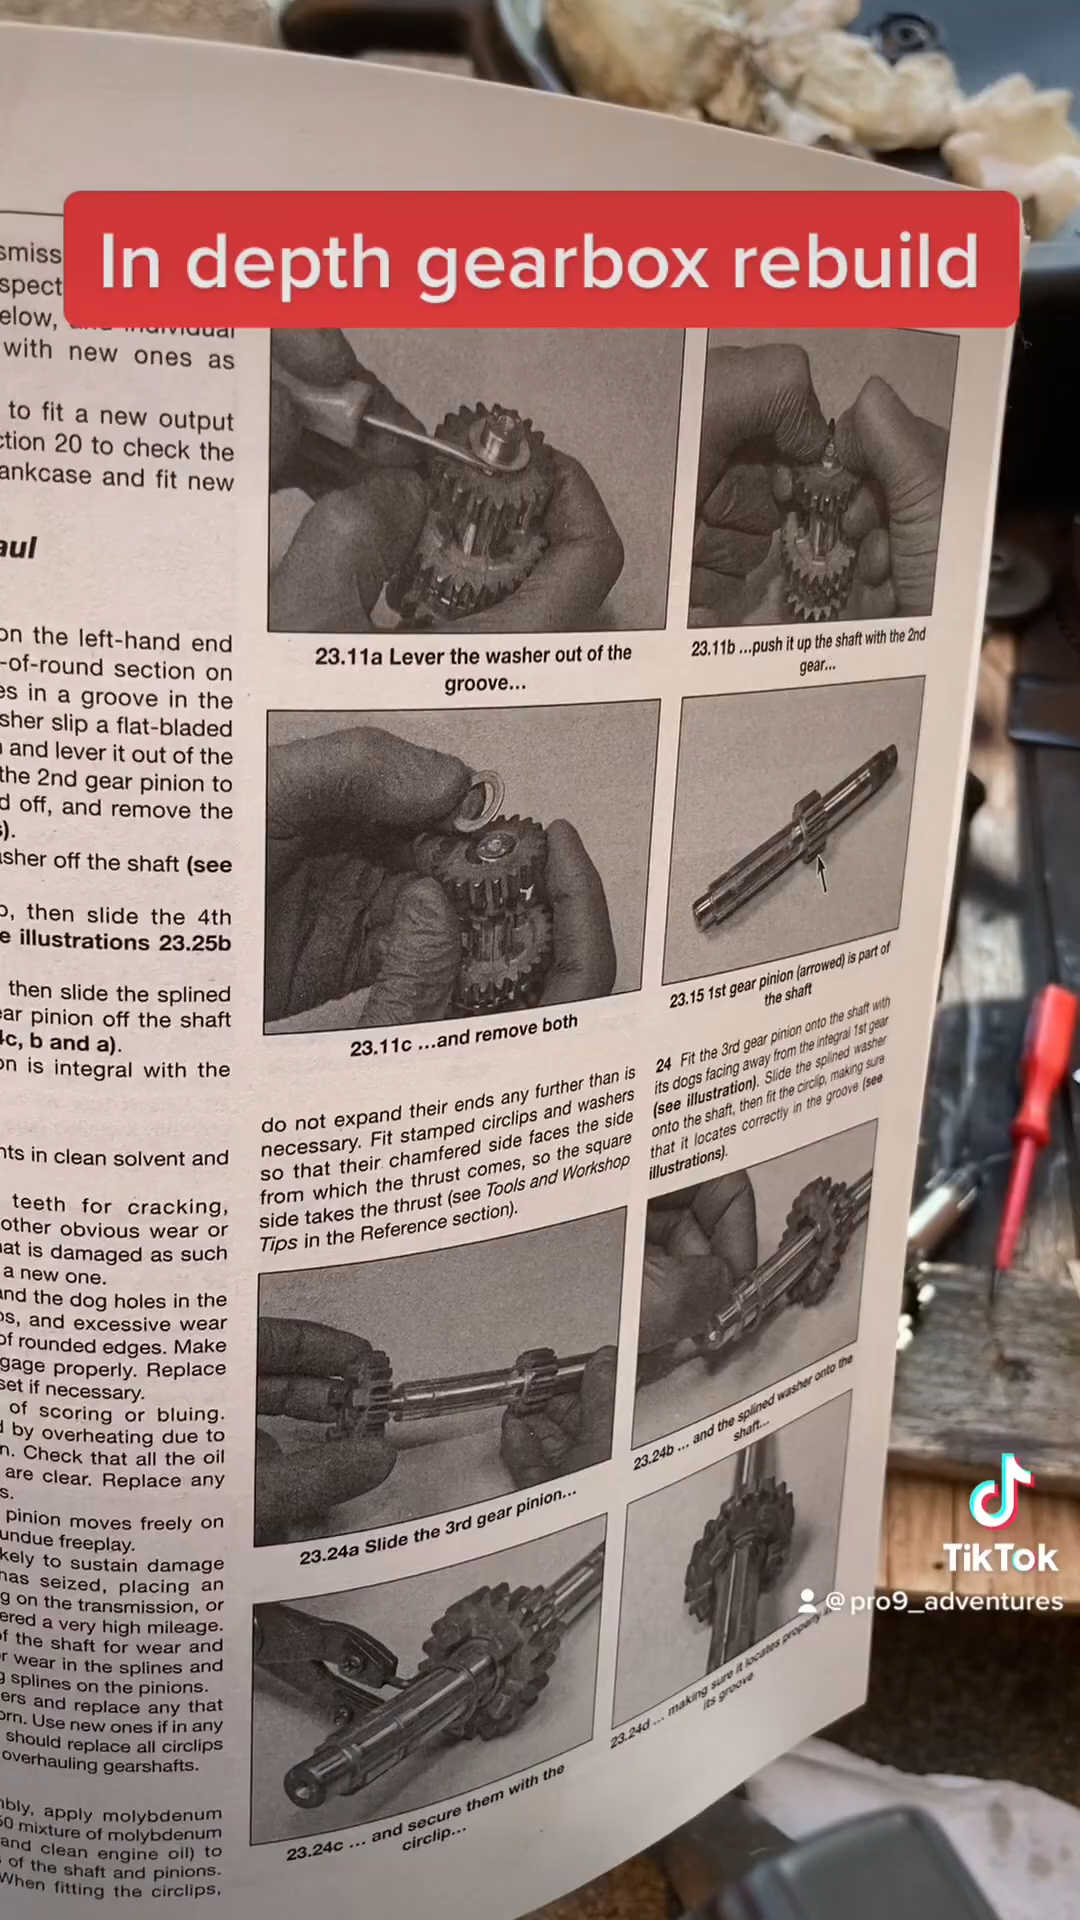 In depth gearbox rebuild
smiss
spect
elow, and individual
with new ones as
to fit a new output
ction 20 to check the
ankcase and fit new
aul
on the left-hand end
-of-round section on
es in a groove in the
sher slip a flat-bladed
and lever it out of the
the 2nd gear pinion to
d off, and remove the
s).
asher off the shaft (see
o, then slide the 4th
e illustrations 23.25b
then slide the splined
ear pinion off the shaft
4c, b and a).
on is integral with the
nts in clean solvent and
teeth for cracking,
other obvious wear or
hat is damaged as such
a new one.
and the dog holes in the
os, and excessive wear
of rounded edges. Make
gage properly. Replace
set if necessary.
of scoring or bluing.
d by overheating due to
n. Check that all the oil
are clear. Replace any
s.
pinion moves freely on
undue freeplay.
kely to sustain damage
has seized, placing an
g on the transmission, or
ered a very high mileage.
of the shaft for wear and
r wear in the splines and
g splines on the pinions.
ers and replace any that
orn. Use new ones if in any
should replace all circlips
overhauling gearshafts.
mbly, apply molybdenum
50 mixture of molybdenum
and clean engine oil) to
of the shaft and pinions.
When fitting the circlips,
23.11a Lever the washer out of the
groove...
23.11b ...push it up the shaft with the 2nd
gear...
23.11c ...and remove both
23.15 1st gear pinion (arrowed) is part of
the shaft
do not expand their ends any further than is
necessary. Fit stamped circlips and washers
so that their chamfered side faces the side
from which the thrust comes, so the square
side takes the thrust (see Tools and Workshop
Tips in the Reference section).
24 Fit the 3rd gear pinion onto the shaft with
its dogs facing away from the integral 1st gear
(see illustration). Slide the splined washer
onto the shaft, then fit the circlip, making sure
that it locates correctly in the groove (see
illustrations).
23.24a Slide the 3rd gear pinion...
23.24b ... and the splined washer onto the
shaft...
23.24c ... and secure them with the
circlip...
23.24d ... making sure it locates properly
its groove
TikTok
@pro9_adventures